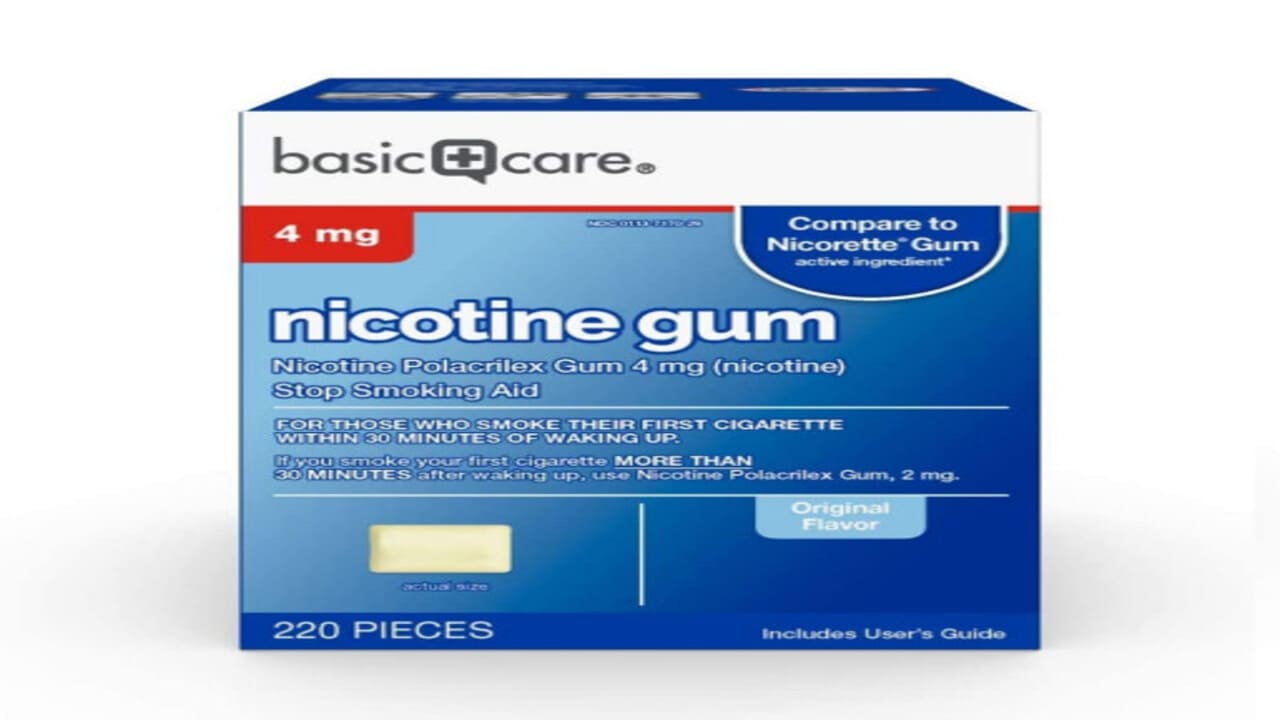 basic care®
4 mg
Compare to
Nicorette® Gum
active ingredient*
nicotine gum
Nicotine Polacrilex Gum 4 mg (nicotine)
Stop Smoking Aid
FOR THOSE WHO SMOKE THEIR FIRST CIGARETTE
WITHIN 30 MINUTES OF WAKING UP.
If you smoke your first cigarette MORE THAN
30 MINUTES after waking up, use Nicotine Polacrilex Gum, 2 mg.
Original
Flavor
actual size
220 PIECES
Includes User's Guide